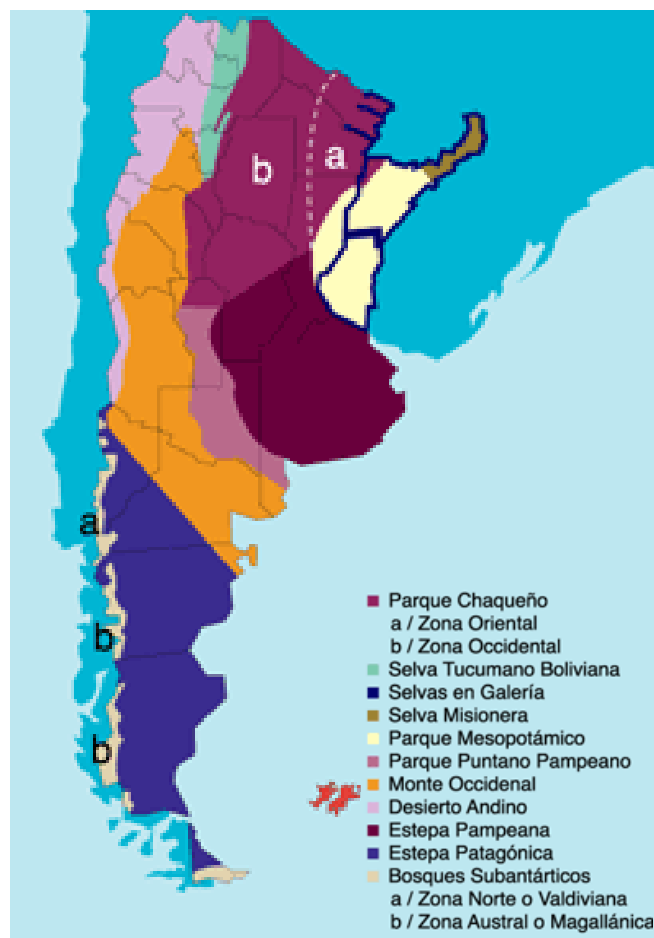 a
b
a
b
b
Parque Chaqueño
a / Zona Oriental
b / Zona Occidental
Selva Tucumano Boliviana
Selvas en Galería
Selva Misionera
Parque Mesopotámico
Parque Puntano Pampeano
Monte Occidenal
Desierto Andino
Estepa Pampeana
Estepa Patagónica
Bosques Subantárticos
a / Zona Norte o Valdiviana
b / Zona Austral o Magallánica